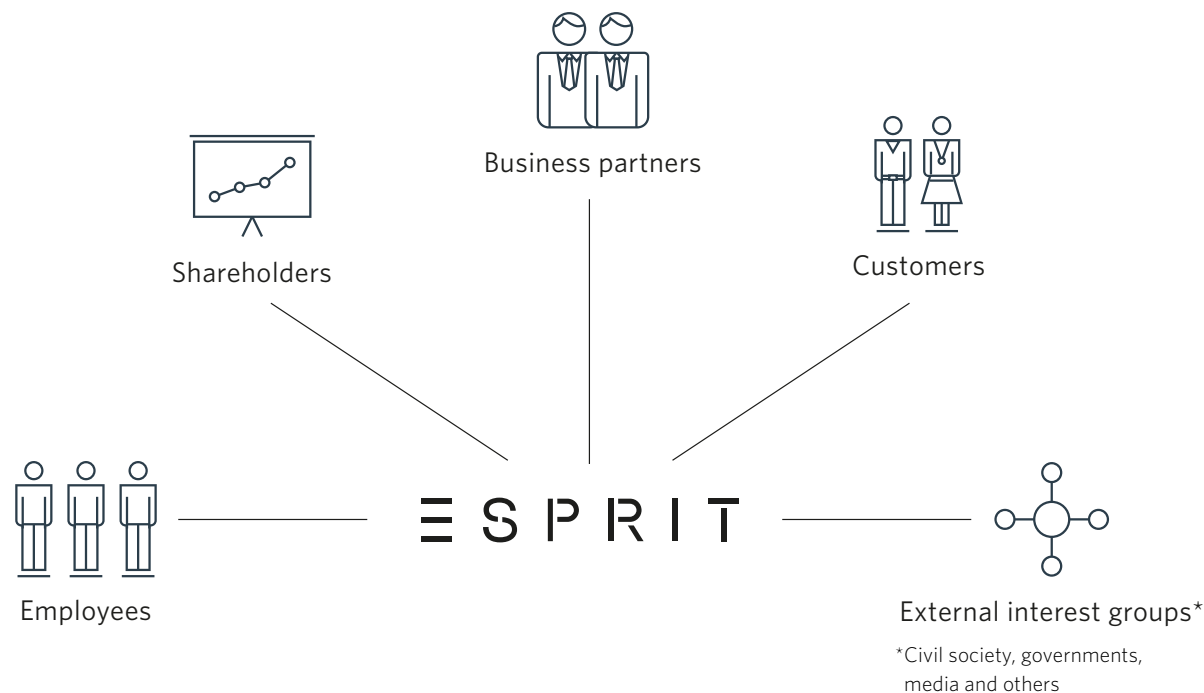 Business partners
Shareholders
Customers
ESPRIT
Employees
External interest groups*
*Civil society, governments,
media and others